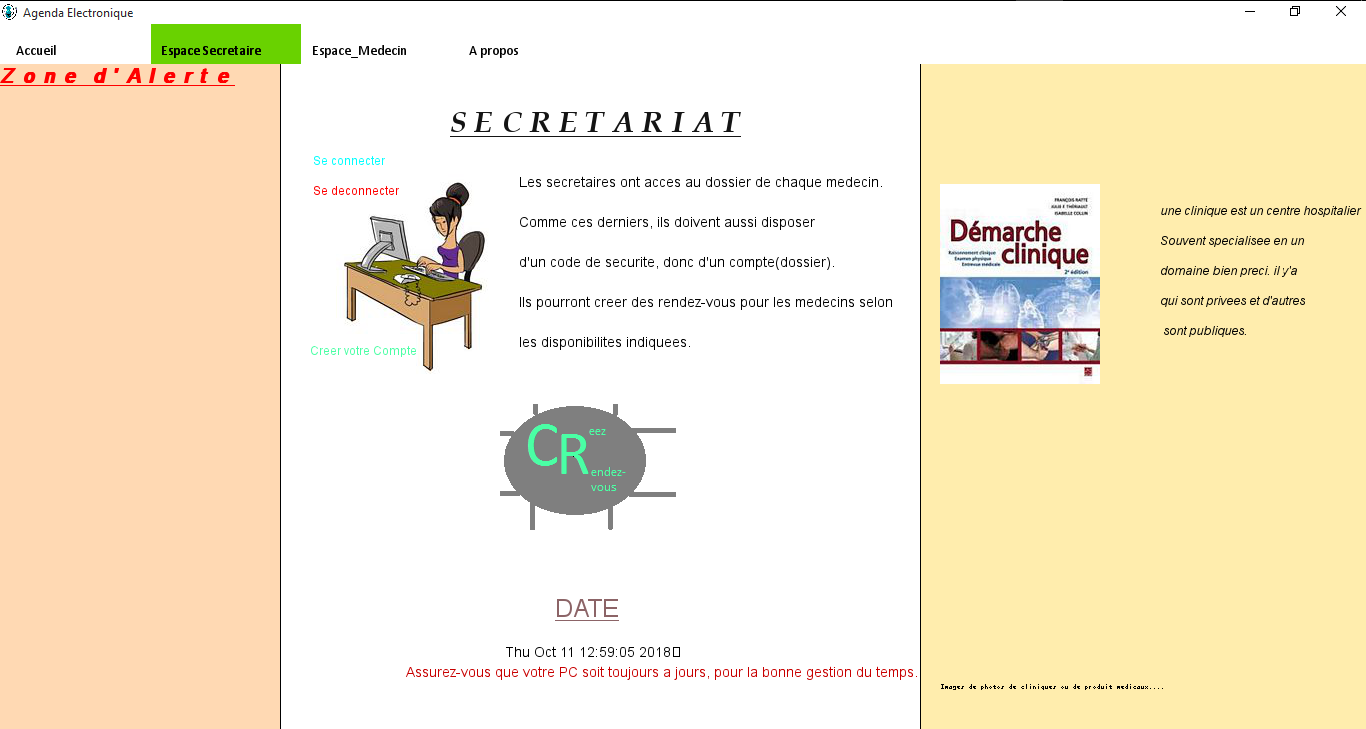 Agenda Electronique
Accueil
Espace Secretaire
Espace_Medecin
A propos
Zone d'Alerte
SECRETARIAT
Se connecter
Se deconnecter
Les secretaires ont acces au dossier de chaque medecin.
Comme ces derniers, ils doivent aussi disposer
d'un code de securite, donc d'un compte(dossier).
Ils pourront creer des rendez-vous pour les medecins selon
les disponibilites indiquees.
Creer votre Compte
Creez
Rendez-
vous
DATE
Thu Oct 11 12:59:05 2018
Assurez-vous que votre PC soit toujours a jours, pour la bonne gestion du temps.
FRANÇOIS RATTÉ
JULIE F. THÉRIAULT
ISABELLE COLLIN
Démarche
clinique
Raisonnement clinique
Examen physique
Entrevue médicale
2e édition
une clinique est un centre hospitalier
Souvent specialisee en un
domaine bien preci. il y'a
qui sont privees et d'autres
sont publiques.
Images de photos de cliniques ou de produit medicaux....